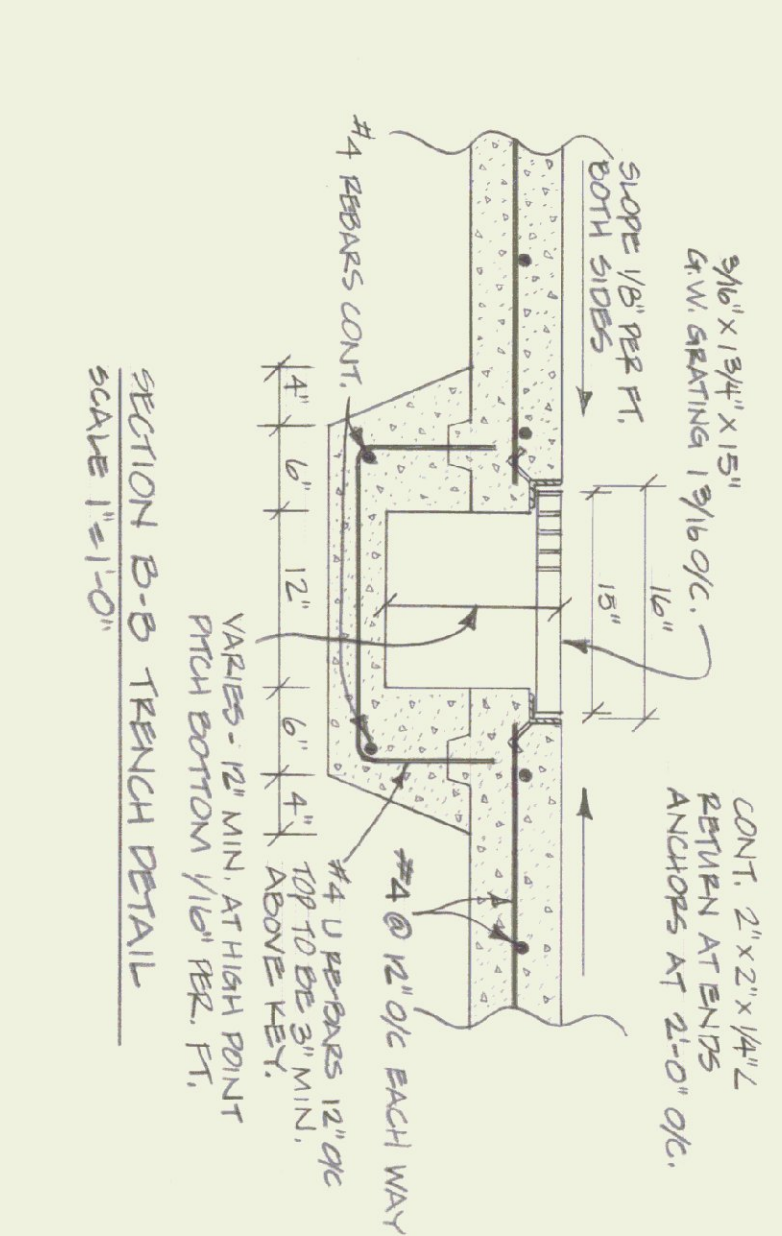 3/16" X 1 3/4" X 15"
G.W. GRATING 1 3/16 O/C.
CONT. 2" X 2" X 1/4" L
RETURN AT ENDS
ANCHORS AT 2'-0" O/C.
SLOPE 1/8" PER FT.
BOTH SIDES
16"
15"
#4 REBARS CONT.
#4 @ 12" O/C EACH WAY
#4 U REBARS 12" O/C
TOP TO BE 3" MIN.
ABOVE KEY.
4"
6"
12"
6"
4"
VARIES - 12" MIN. AT HIGH POINT
PITCH BOTTOM 1/16" PER. FT.
SECTION B-B TRENCH DETAIL
SCALE 1" = 1'-0"